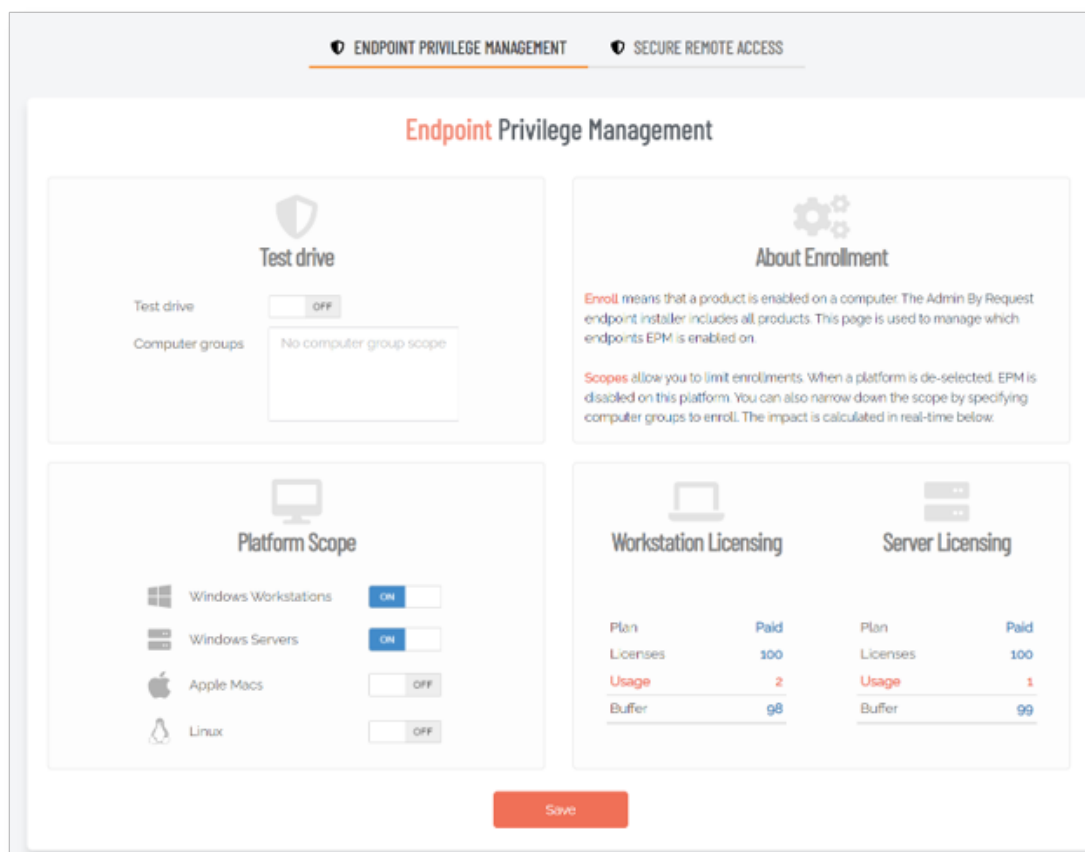 ENDPOINT PRIVILEGE MANAGEMENT
SECURE REMOTE ACCESS
Endpoint Privilege Management
Test drive
Test drive OFF
Computer groups No computer group scope
About Enrollment
Enroll means that a product is enabled on a computer. The Admin By Request
endpoint installer includes all products. This page is used to manage which
endpoints EPM is enabled on.
Scopes allow you to limit enrollments. When a platform is de-selected, EPM is
disabled on this platform. You can also narrow down the scope by specifying
computer groups to enroll. The impact is calculated in real-time below.
Platform Scope
Windows Workstations ON
Windows Servers ON
Apple Macs OFF
Linux OFF
Workstation Licensing
Plan Paid
Licenses 100
Usage 2
Buffer 98
Server Licensing
Plan Paid
Licenses 100
Usage 1
Buffer 99
Save